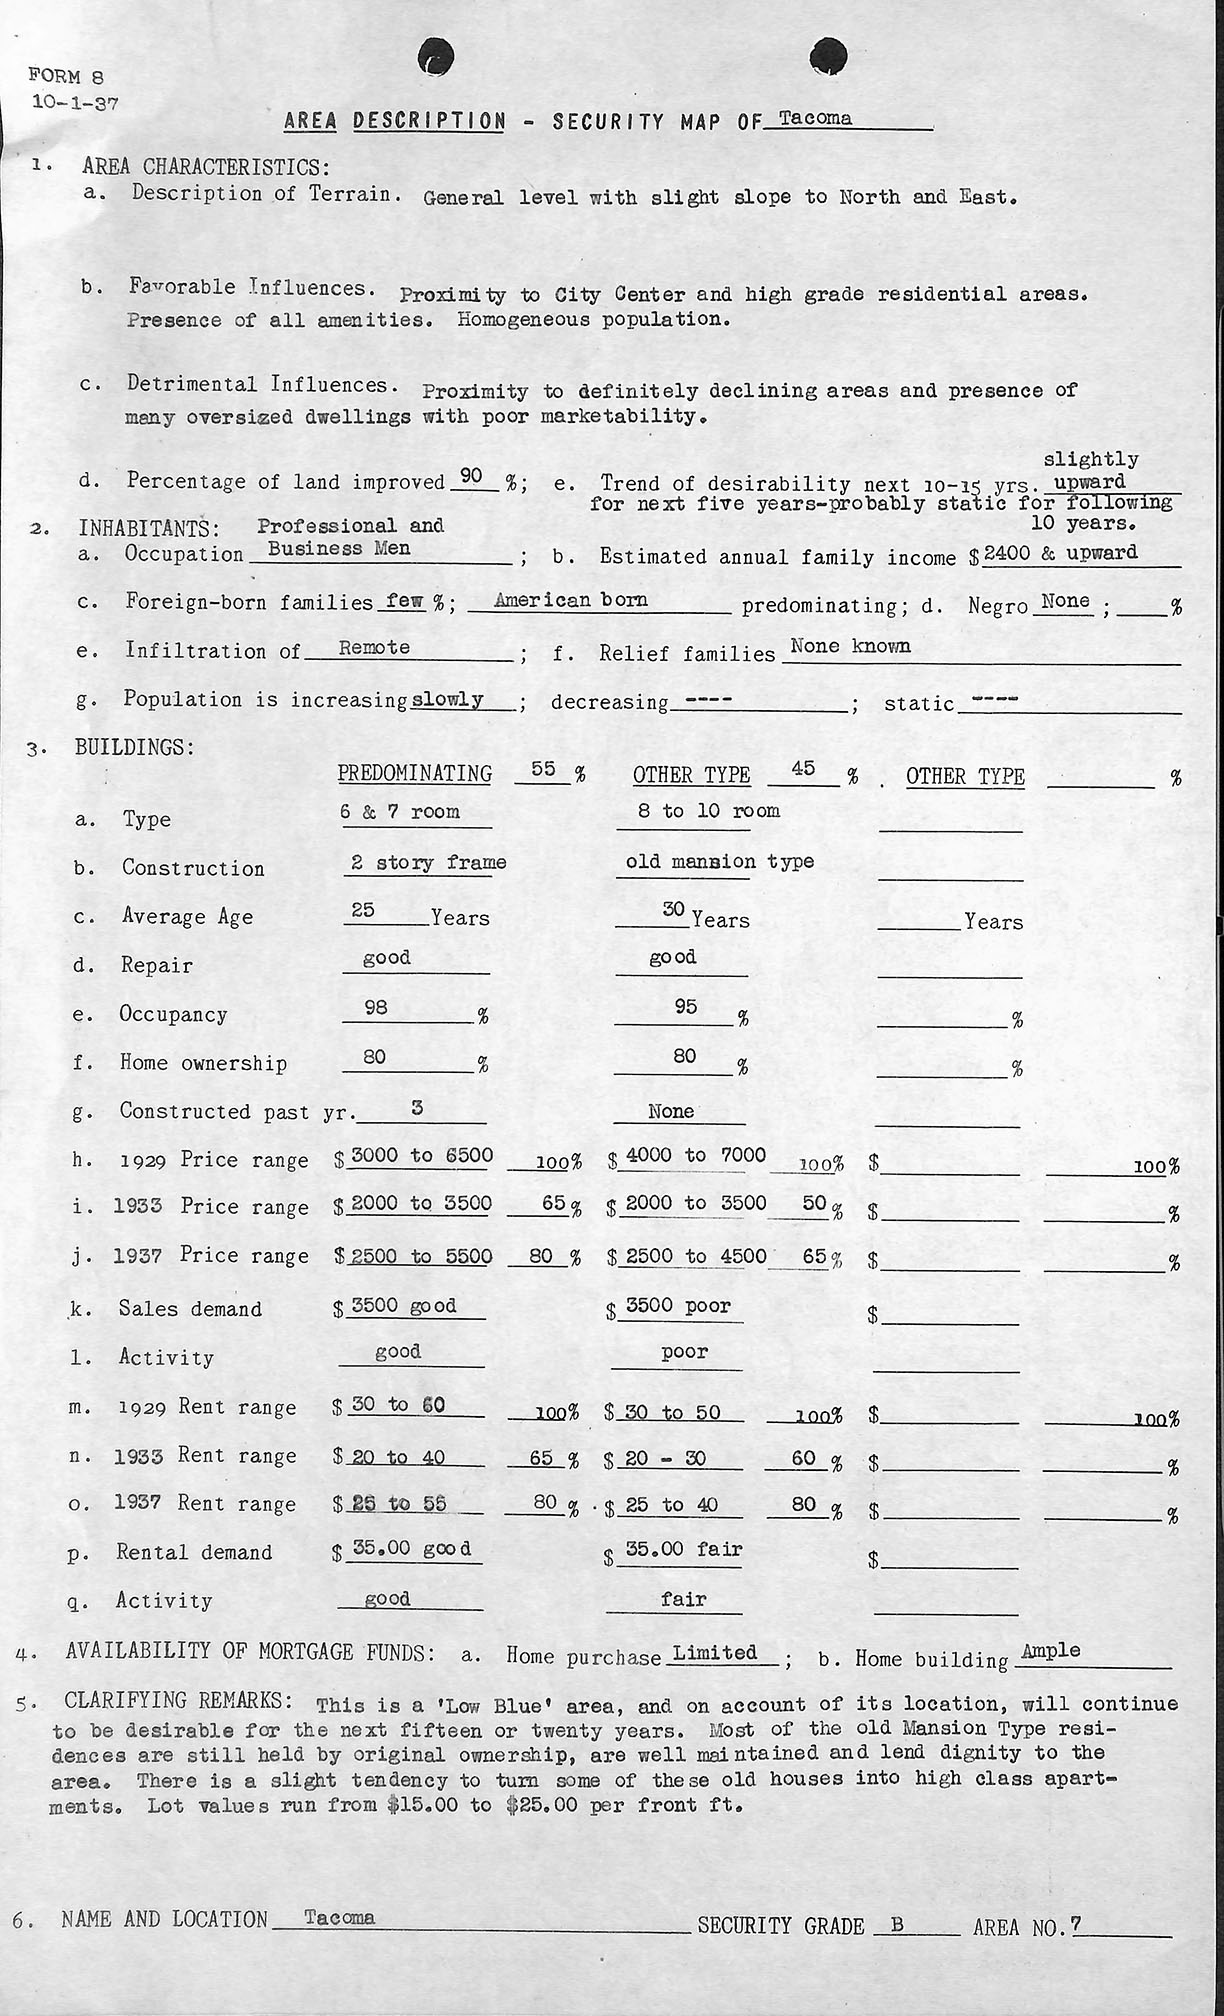 FORM 8
10-1-37
AREA DESCRIPTION - SECURITY MAP OF Tacoma
1. AREA CHARACTERISTICS:
a. Description of Terrain. General level with slight slope to North and East.
b. Favorable Influences. Proximity to City Center and high grade residential areas.
Presence of all amenities. Homogeneous population.
c. Detrimental Influences. Proximity to definitely declining areas and presence of
many oversized dwellings with poor marketability.
slightly
d. Percentage of land improved 90 %; e. Trend of desirability next 10-15 yrs. upward
for next five years-probably static for following
2. INHABITANTS: Professional and 10 years.
a. Occupation Business Men ; b. Estimated annual family income $ 2400 & upward
c. Foreign-born families few %; American born predominating; d. Negro None ; %
e. Infiltration of Remote ; f. Relief families None known
g. Population is increasing slowly ; decreasing ---- ; static ----
3. BUILDINGS:
PREDOMINATING 55 % OTHER TYPE 45 % OTHER TYPE %
a. Type 6 & 7 room 8 to 10 room
b. Construction 2 story frame old mansion type
c. Average Age 25 Years 30 Years Years
d. Repair good good
e. Occupancy 98 % 95 % %
f. Home ownership 80 % 80 % %
g. Constructed past yr. 3 None
h. 1929 Price range $ 3000 to 6500 100% $ 4000 to 7000 100% $ 100%
i. 1933 Price range $ 2000 to 3500 65 % $ 2000 to 3500 50 % $ %
j. 1937 Price range $ 2500 to 5500 80 % $ 2500 to 4500 65 % $ %
k. Sales demand $ 3500 good $ 3500 poor $
l. Activity good poor
m. 1929 Rent range $ 30 to 60 100% $ 30 to 50 100% $ 100%
n. 1933 Rent range $ 20 to 40 65 % $ 20 - 30 60 % $ %
o. 1937 Rent range $ 25 to 55 80 % $ 25 to 40 80 % $ %
p. Rental demand $ 35.00 good $ 35.00 fair $
q. Activity good fair
4. AVAILABILITY OF MORTGAGE FUNDS: a. Home purchase Limited ; b. Home building Ample
5. CLARIFYING REMARKS: This is a 'Low Blue' area, and on account of its location, will continue
to be desirable for the next fifteen or twenty years. Most of the old Mansion Type resi-
dences are still held by original ownership, are well maintained and lend dignity to the
area. There is a slight tendency to turn some of these old houses into high class apart-
ments. Lot values run from $15.00 to $25.00 per front ft.
6. NAME AND LOCATION Tacoma SECURITY GRADE B AREA NO. 7